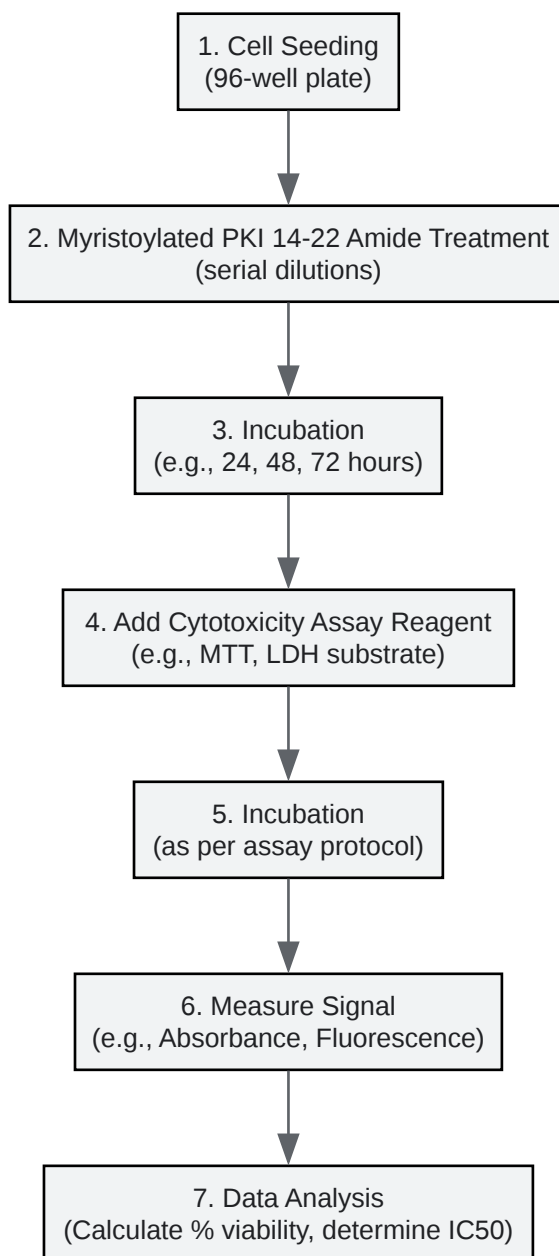 1. Cell Seeding
(96-well plate)
2. Myristoylated PKI 14-22 Amide Treatment
(serial dilutions)
3. Incubation
(e.g., 24, 48, 72 hours)
4. Add Cytotoxicity Assay Reagent
(e.g., MTT, LDH substrate)
5. Incubation
(as per assay protocol)
6. Measure Signal
(e.g., Absorbance, Fluorescence)
7. Data Analysis
(Calculate % viability, determine IC50)